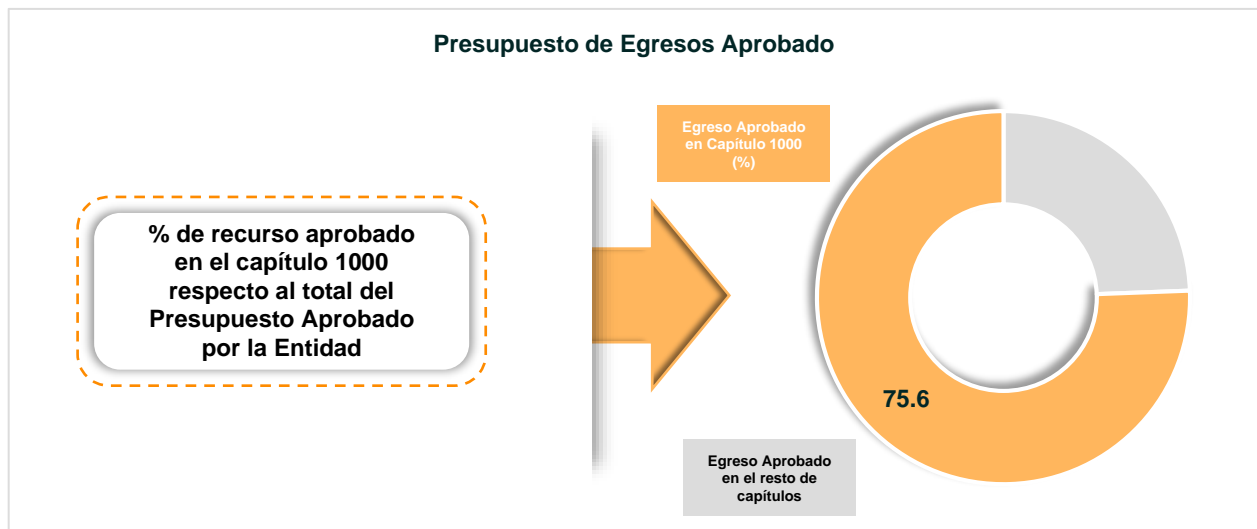 Presupuesto de Egresos Aprobado
Egreso Aprobado
en Capítulo 1000
(%)
% de recurso aprobado
en el capítulo 1000
respecto al total del
Presupuesto Aprobado
por la Entidad
75.6
Egreso Aprobado
en el resto de
capítulos